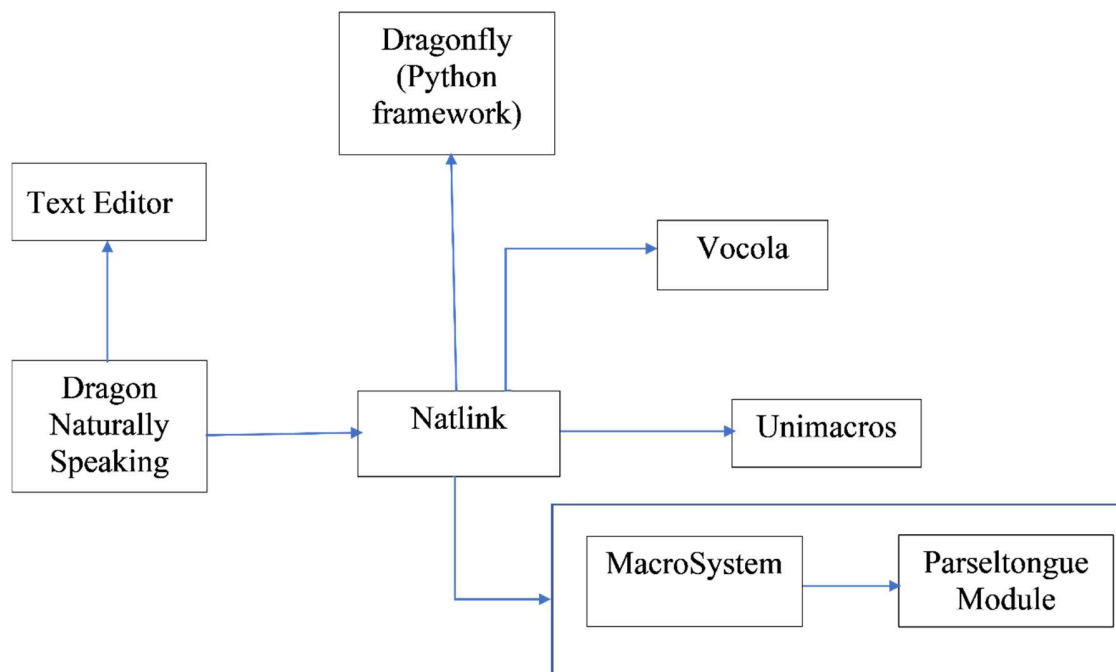 Dragonfly
(Python
framework)
Text Editor
Vocola
Dragon
Naturally
Speaking
Natlink
Unimacros
MacroSystem
Parseltongue
Module